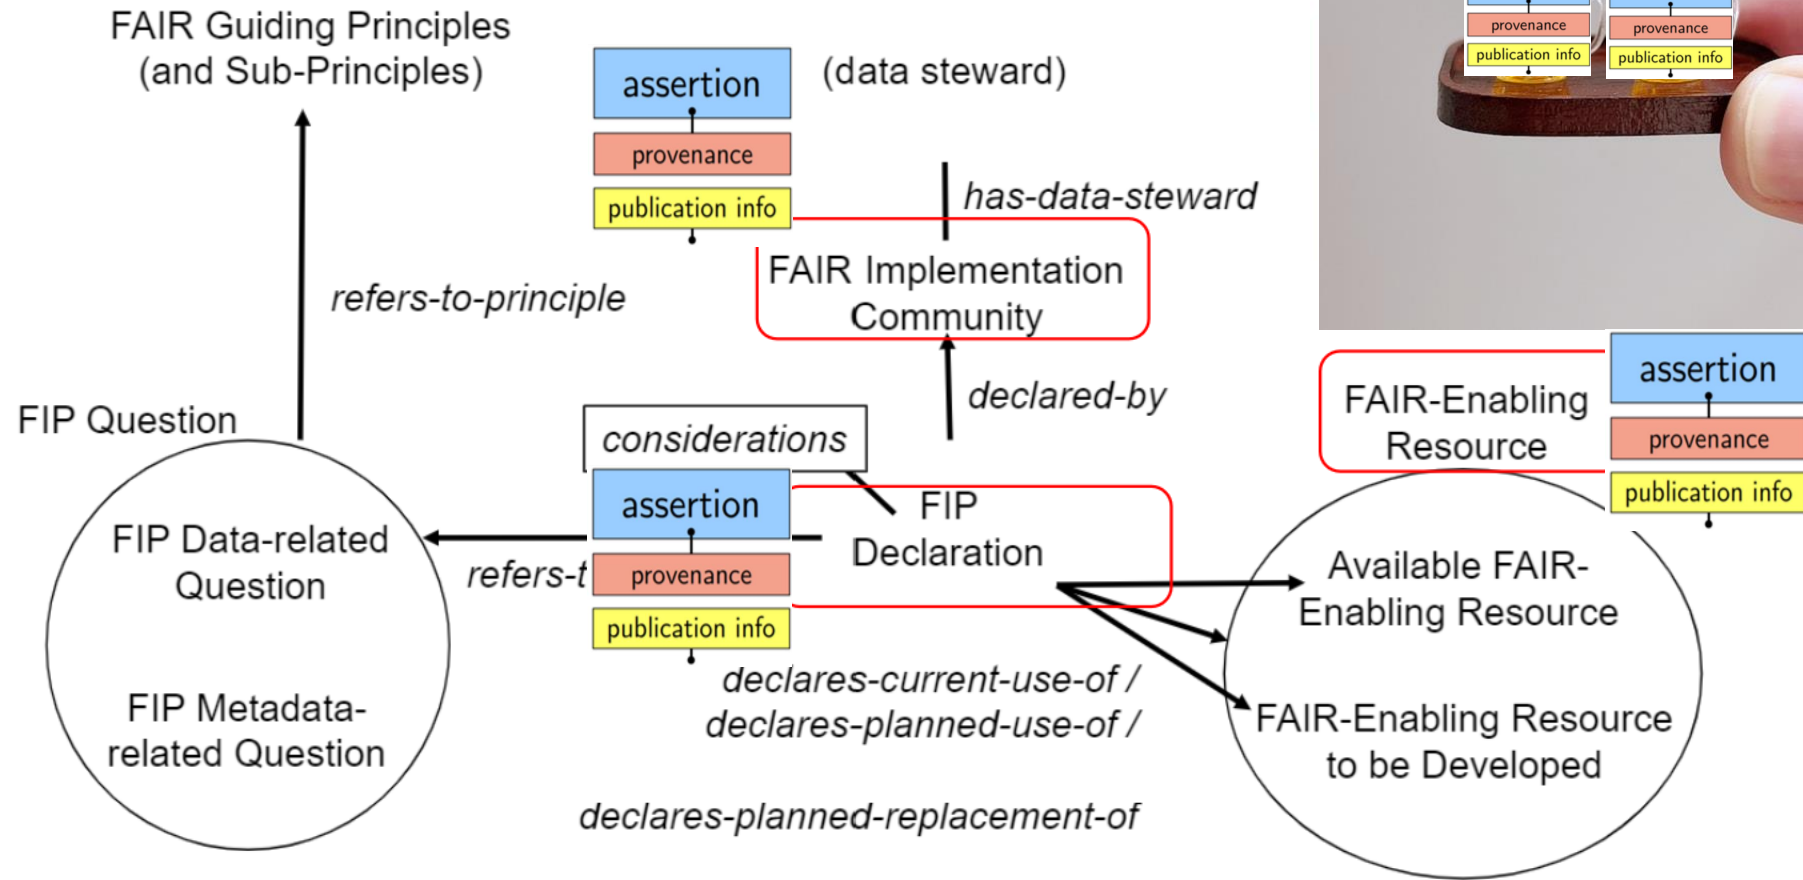 FAIR Guiding Principles
(and Sub-Principles)
assertion
provenance
publication info
(data steward)
has-data-steward
FAIR Implementation
Community
refers-to-principle
declared-by
provenance
publication info
provenance
publication info
FAIR-Enabling
Resource
assertion
provenance
publication info
FIP Question
FIP Data-related
Question
FIP Metadata-
related Question
considerations
assertion
provenance
publication info
refers-t
FIP
Declaration
declares-current-use-of /
declares-planned-use-of /
declares-planned-replacement-of
Available FAIR-
Enabling Resource
FAIR-Enabling Resource
to be Developed